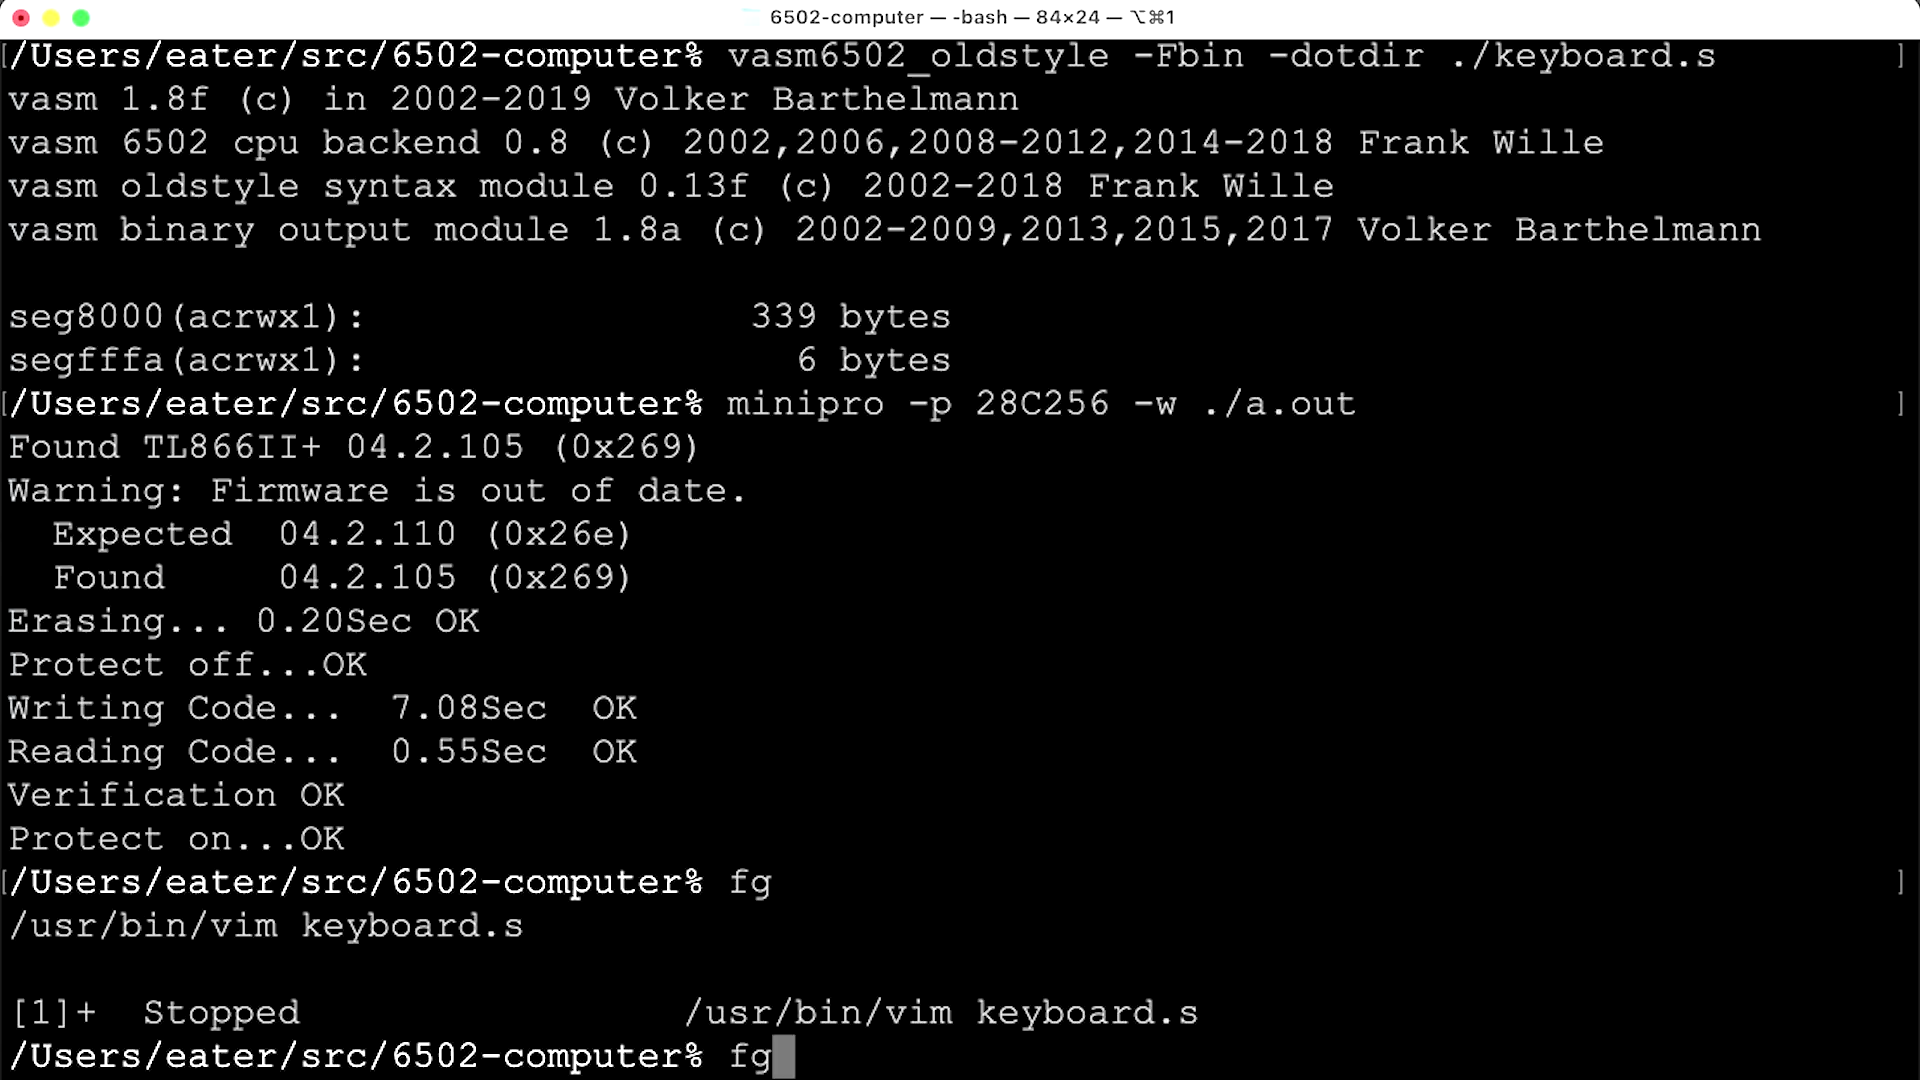 6502-computer — -bash — 84×24 — ⌥⌘1
[/Users/eater/src/6502-computer% vasm6502_oldstyle -Fbin -dotdir ./keyboard.s ]
vasm 1.8f (c) in 2002-2019 Volker Barthelmann
vasm 6502 cpu backend 0.8 (c) 2002,2006,2008-2012,2014-2018 Frank Wille
vasm oldstyle syntax module 0.13f (c) 2002-2018 Frank Wille
vasm binary output module 1.8a (c) 2002-2009,2013,2015,2017 Volker Barthelmann
seg8000(acrwx1): 339 bytes
segfffa(acrwx1): 6 bytes
[/Users/eater/src/6502-computer% minipro -p 28C256 -w ./a.out ]
Found TL866II+ 04.2.105 (0x269)
Warning: Firmware is out of date.
Expected 04.2.110 (0x26e)
Found 04.2.105 (0x269)
Erasing... 0.20Sec OK
Protect off...OK
Writing Code... 7.08Sec OK
Reading Code... 0.55Sec OK
Verification OK
Protect on...OK
[/Users/eater/src/6502-computer% fg ]
/usr/bin/vim keyboard.s
[1]+ Stopped /usr/bin/vim keyboard.s
/Users/eater/src/6502-computer% fg